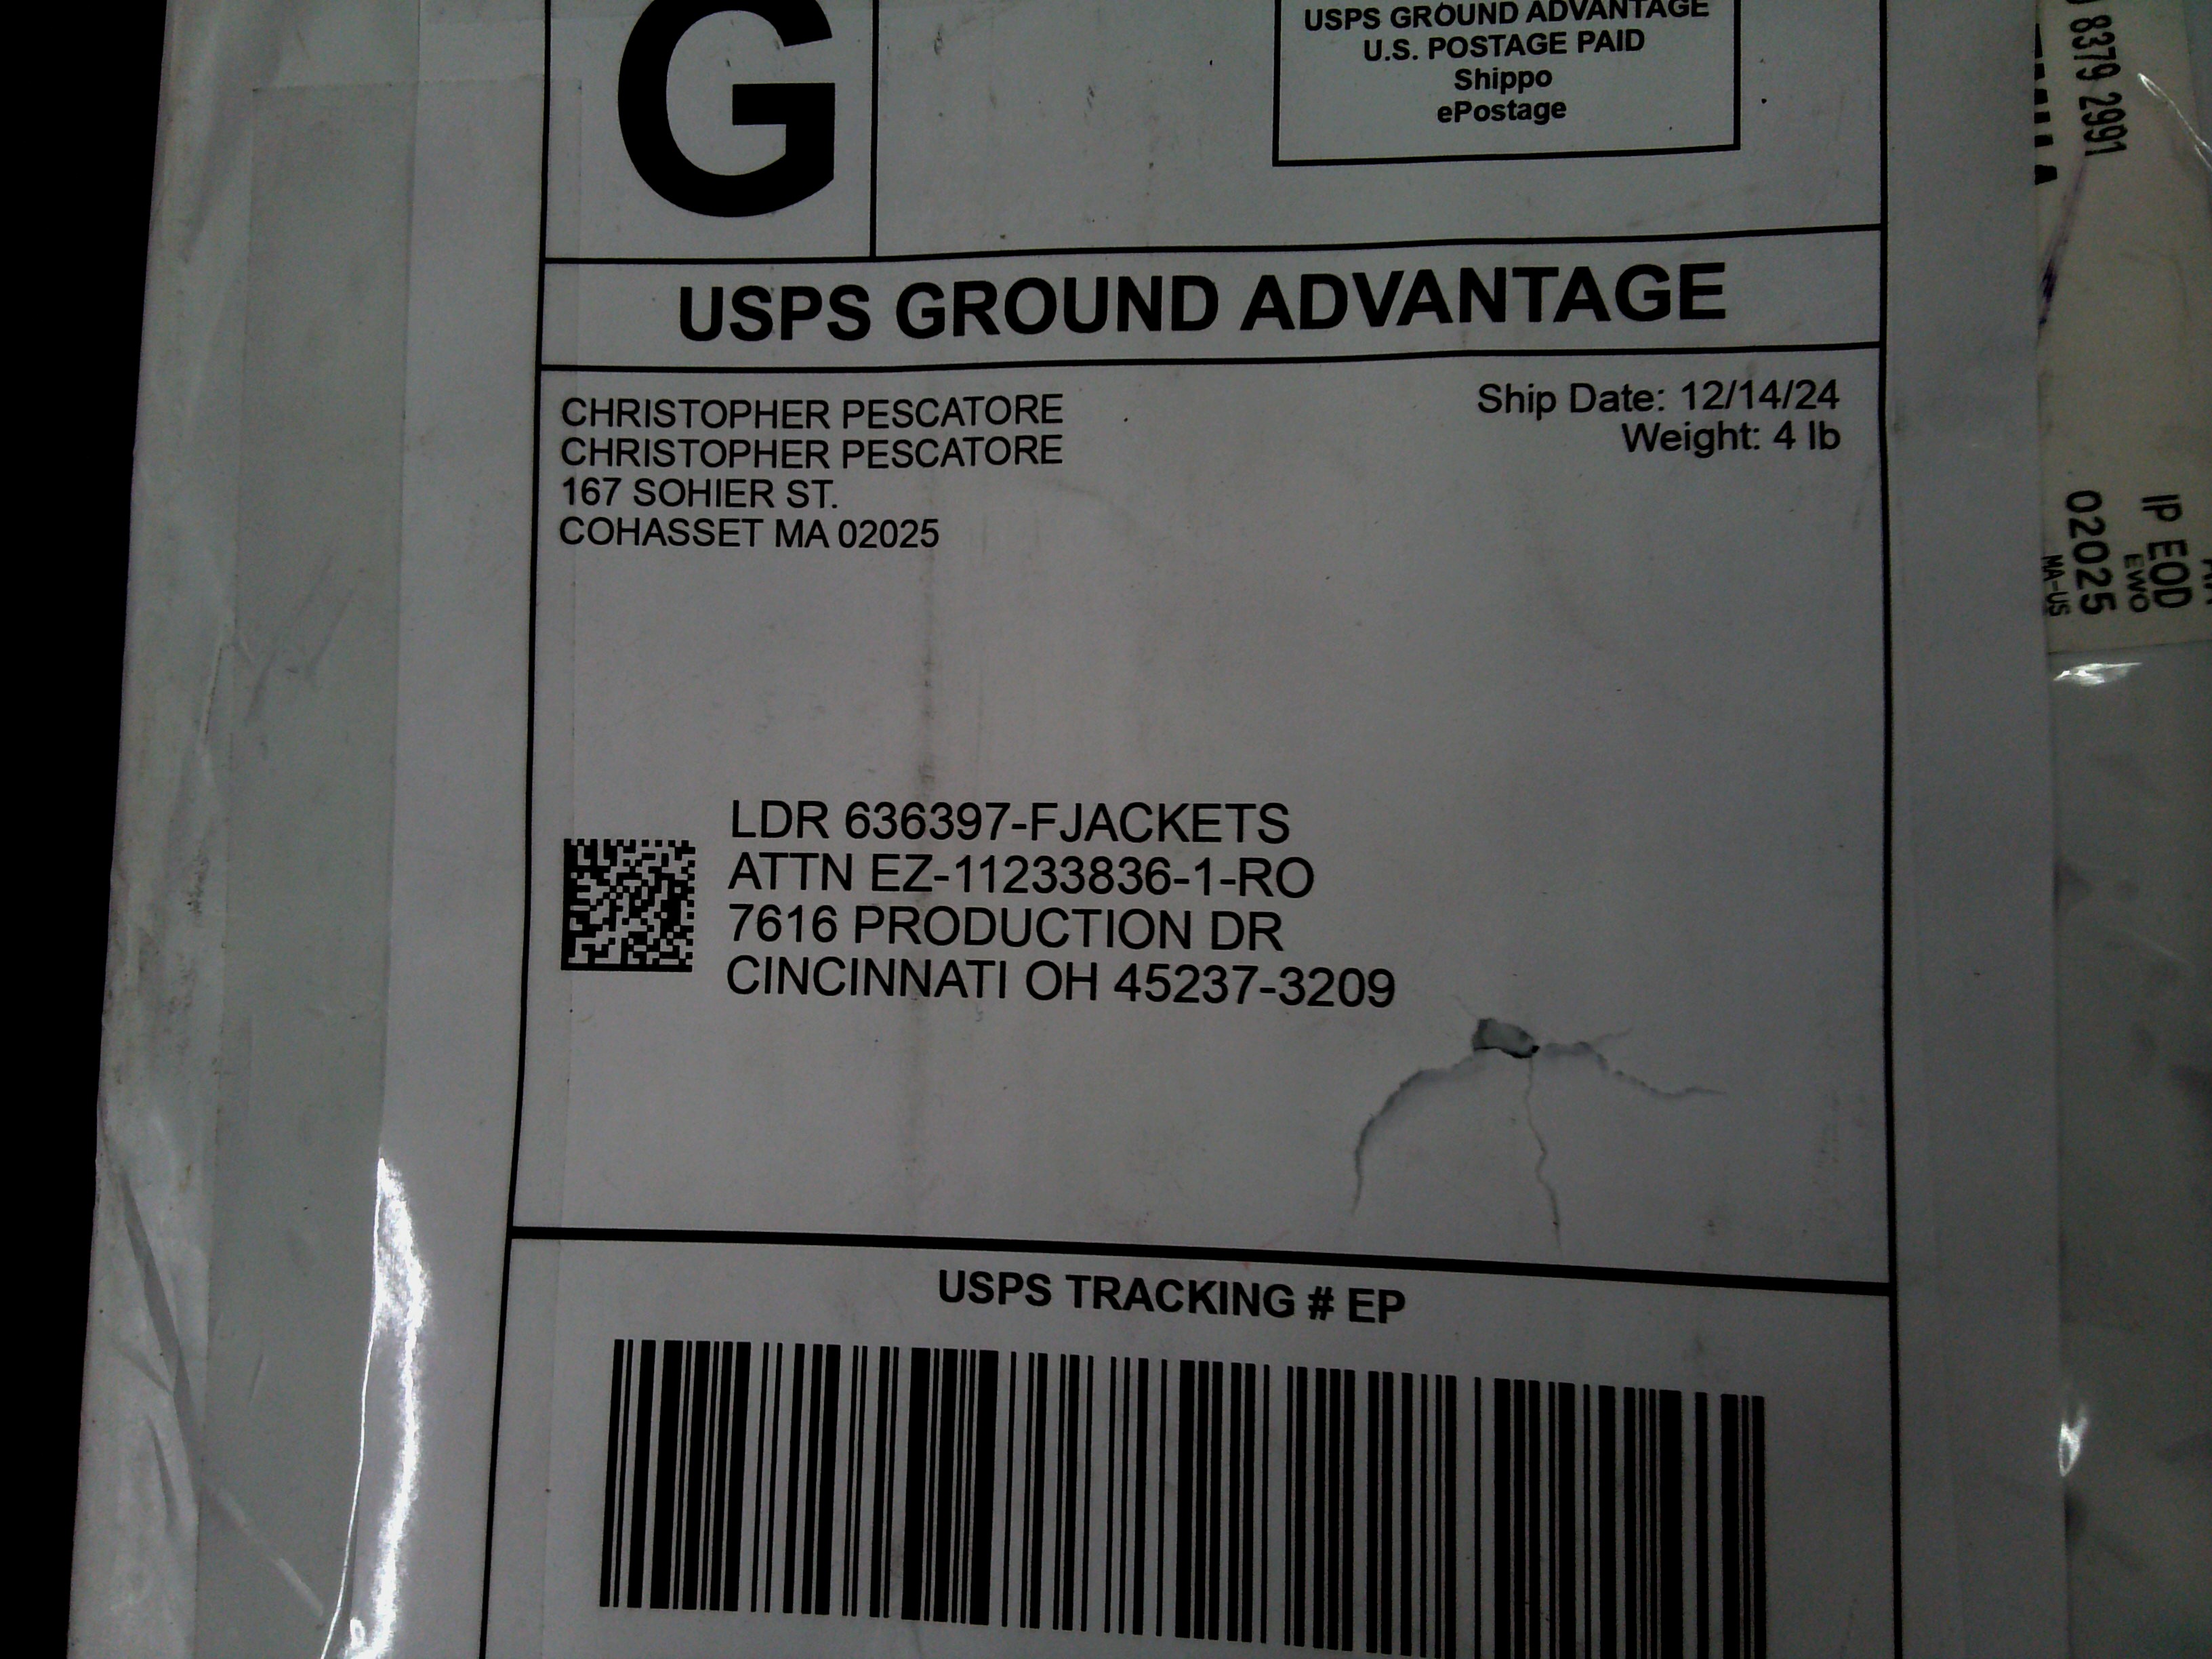 G
USPS GROUND ADVANTAGE
U.S. POSTAGE PAID
Shippo
ePostage
USPS GROUND ADVANTAGE
CHRISTOPHER PESCATORE
CHRISTOPHER PESCATORE
167 SOHIER ST.
COHASSET MA 02025
Ship Date: 12/14/24
Weight: 4 lb
LDR 636397-FJACKETS
ATTN EZ-11233836-1-RO
7616 PRODUCTION DR
CINCINNATI OH 45237-3209
USPS TRACKING # EP
8379 2991
IP EOD
EWO
02025
MA-US